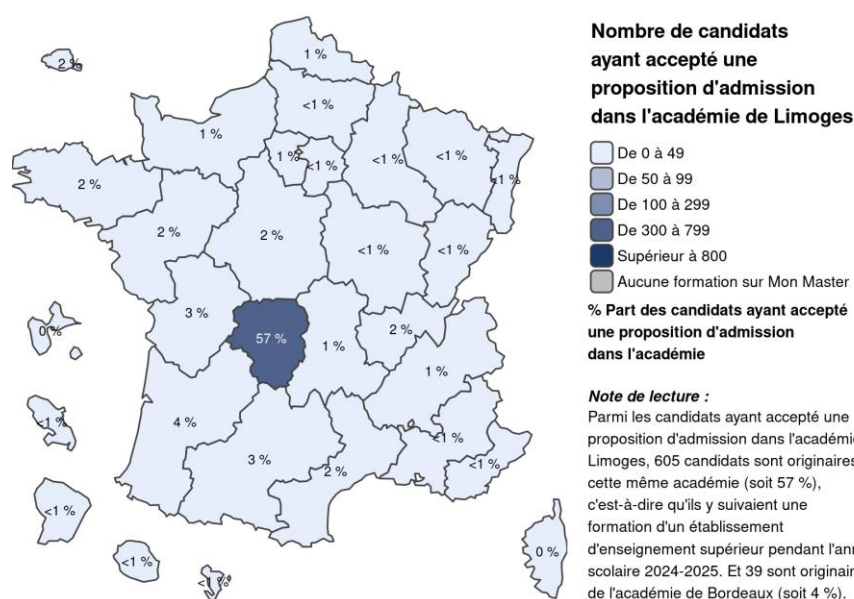 Nombre de candidats
ayant accepté une
proposition d'admission
dans l'académie de Limoges
De 0 à 49
De 50 à 99
De 100 à 299
De 300 à 799
Supérieur à 800
Aucune formation sur Mon Master
% Part des candidats ayant accepté
une proposition d'admission
dans l'académie
Note de lecture :
Parmi les candidats ayant accepté une
proposition d'admission dans l'académie
Limoges, 605 candidats sont originaires
cette même académie (soit 57 %),
c'est-à-dire qu'ils y suivaient une
formation d'un établissement
d'enseignement supérieur pendant l'ann
scolaire 2024-2025. Et 39 sont originair
de l'académie de Bordeaux (soit 4 %).
1 %
2 %
<1 %
1 %
1 %
<1 %
<1 %
<1 %
<1 %
2 %
2 %
2 %
<1 %
<1 %
3 %
0 %
57 %
1 %
2 %
1 %
4 %
<1 %
3 %
2 %
<1 %
<1 %
<1 %
<1 %
<1 %
0 %